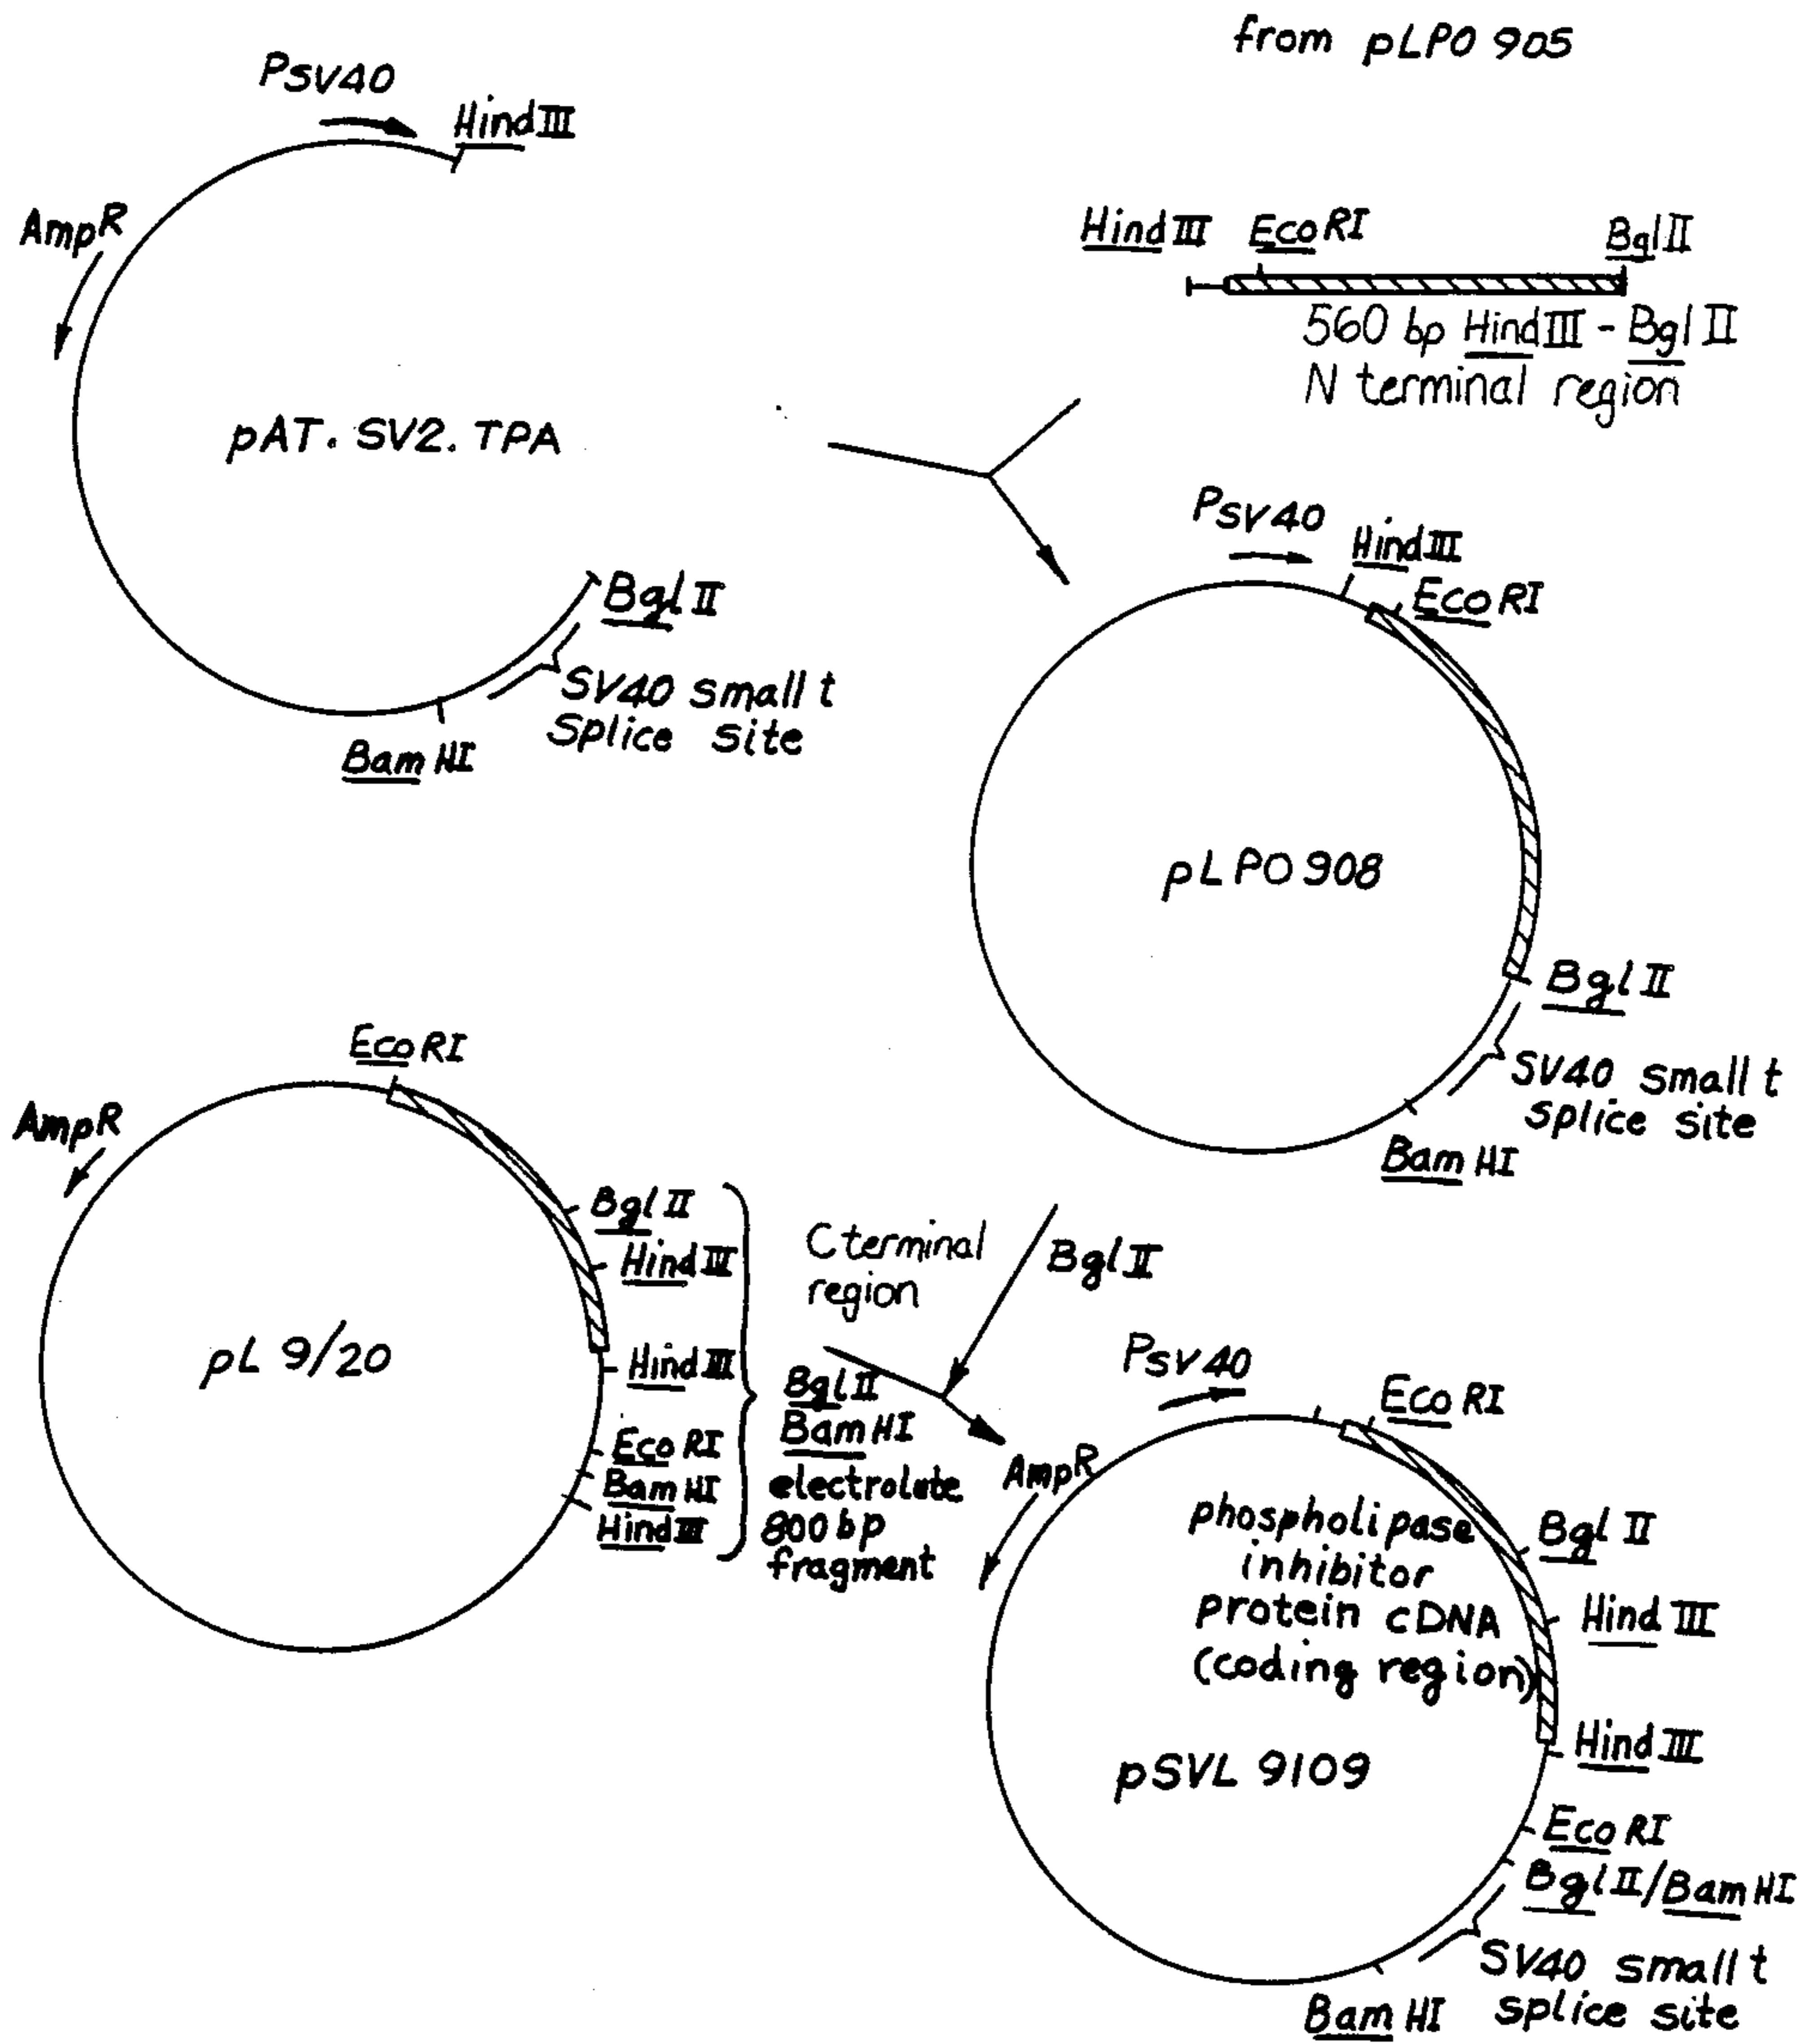 from pLPO 905
PSV40
HindIII
AmpR
HindIII EcoRI
BglII
560 bp HindIII - BglII
N terminal region
pAT. SV2. TPA
PSV40
HindIII
EcoRI
BglII
SV40 small t
splice site
BamHI
pLPO 908
BglII
SV40 small t
splice site
BamHI
EcoRI
AmpR
BglII
HindIII
pL 9/20
HindIII
EcoRI
BamHI
HindIII
C terminal
region
BglII
BglII
BamHI
electrolute
800 bp
fragment
PSV40
EcoRI
AmpR
phospholipase
inhibitor
protein cDNA
(coding region)
BglII
HindIII
HindIII
pSVL 9109
EcoRI
BglII/BamHI
SV40 small t
splice site
BamHI